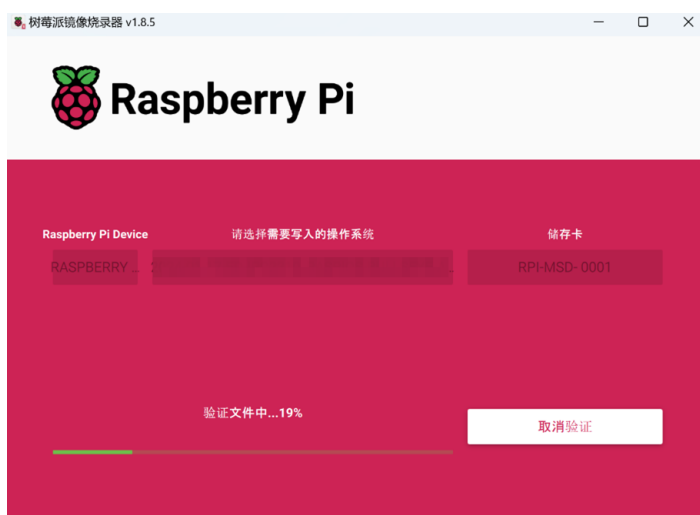 树莓派镜像烧录器 v1.8.5
Raspberry Pi
Raspberry Pi Device
请选择需要写入的操作系统
储存卡
RASPBERRY ...
RPI-MSD- 0001
验证文件中...19%
取消验证